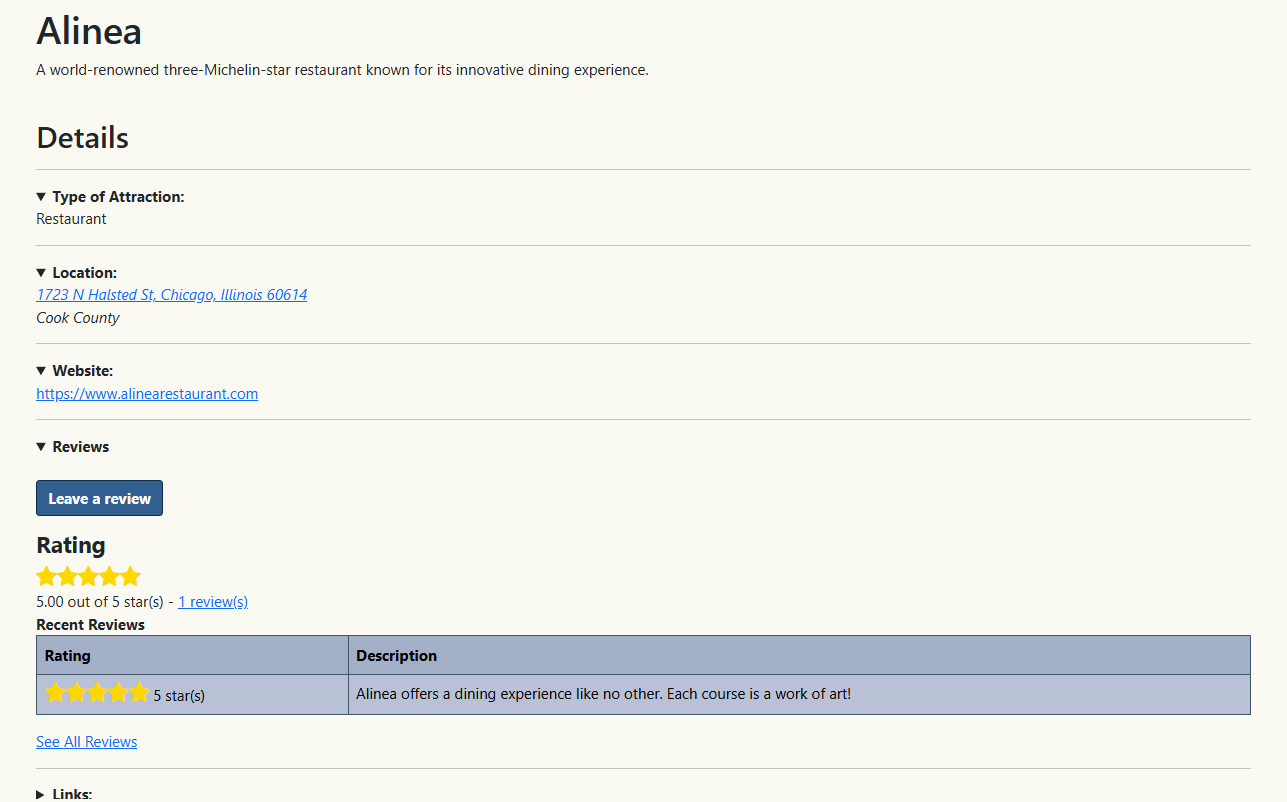 Alinea
A world-renowned three-Michelin-star restaurant known for its innovative dining experience.
Details
Type of Attraction:
Restaurant
Location:
1723 N Halsted St, Chicago, Illinois 60614
Cook County
Website:
https://www.alinearestaurant.com
Reviews
Leave a review
Rating
5.00 out of 5 star(s) - 1 review(s)
Recent Reviews
Rating Description
5 star(s) Alinea offers a dining experience like no other. Each course is a work of art!
See All Reviews
Links: